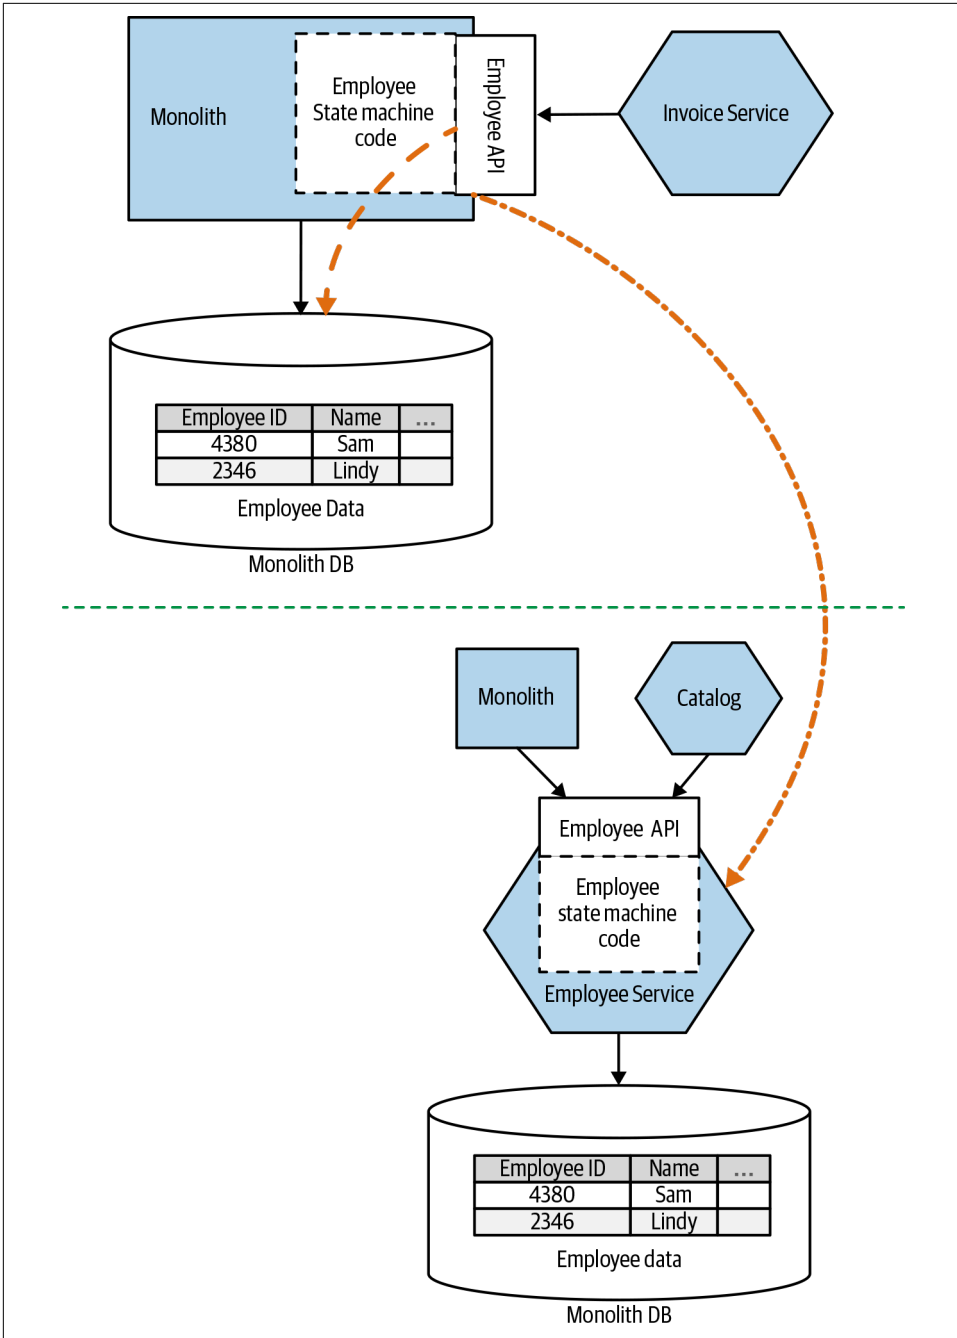 Monolith
Employee
State machine
code
Employee API
Invoice Service
Employee ID Name ...
4380 Sam
2346 Lindy
Employee Data
Monolith DB
Monolith
Catalog
Employee API
Employee
state machine
code
Employee Service
Employee ID Name ...
4380 Sam
2346 Lindy
Employee data
Monolith DB